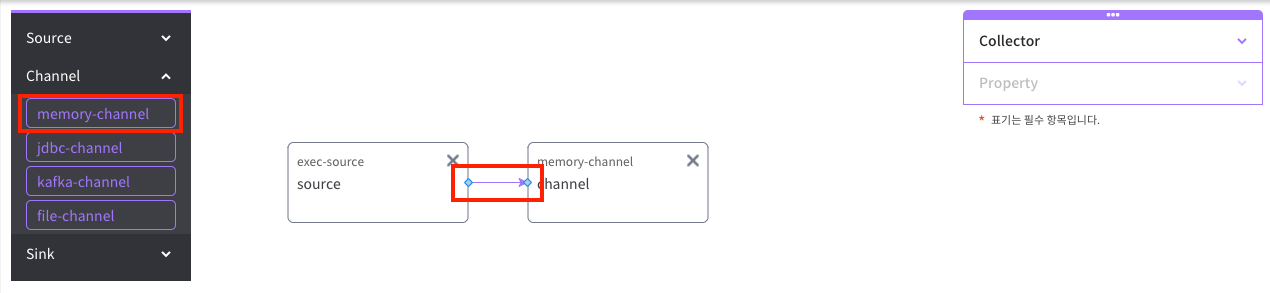 Source
Channel
memory-channel
jdbc-channel
kafka-channel
file-channel
Sink
exec-source
source
memory-channel
channel
Collector
Property
* 표기는 필수 항목입니다.